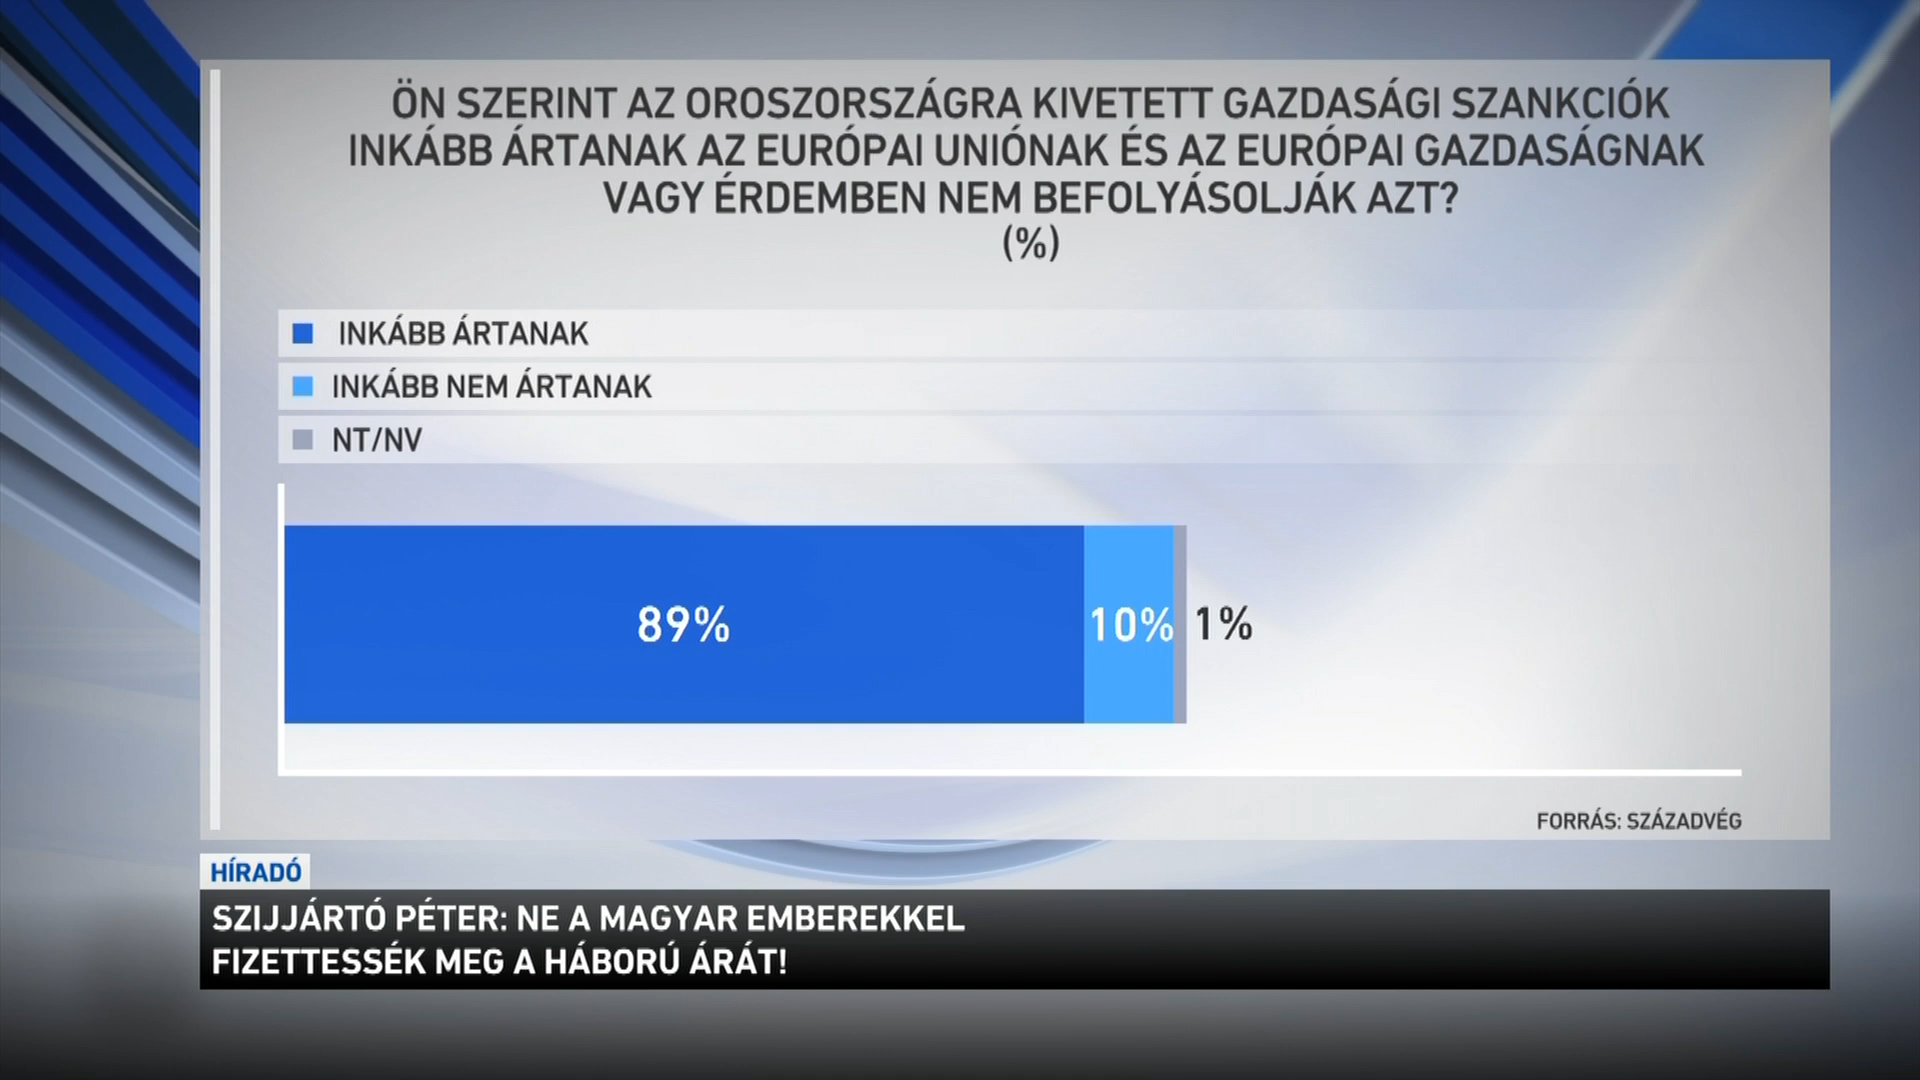 ÖN SZERINT AZ OROSZORSZÁGRA KIVETETT GAZDASÁGI SZANKCIÓK
INKÁBB ÁRTANAK AZ EURÓPAI UNIÓNAK ÉS AZ EURÓPAI GAZDASÁGNAK
VAGY ÉRDEMBEN NEM BEFOLYÁSOLJÁK AZT?
(%)
INKÁBB ÁRTANAK
INKÁBB NEM ÁRTANAK
NT/NV
89% 10% 1%
FORRÁS: SZÁZADVÉG
HÍRADÓ
SZIJJÁRTÓ PÉTER: NE A MAGYAR EMBEREKKEL
FIZETTESSÉK MEG A HÁBORÚ ÁRÁT!